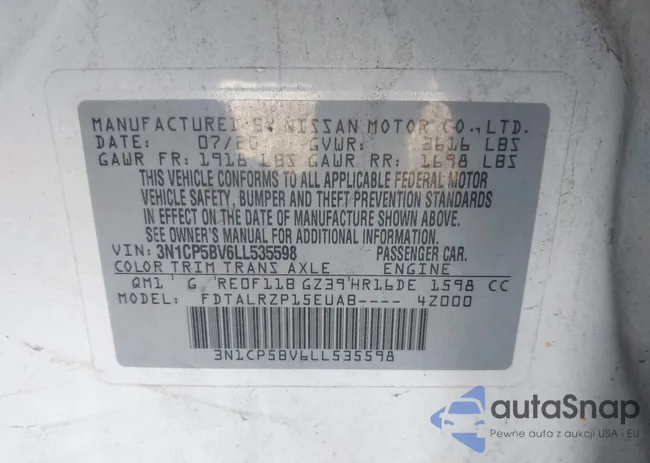 MANUFACTURED BY NISSAN MOTOR CO., LTD.
DATE: 07/20 GVWR: 3616 LBS
GAWR FR: 1918 LBS GAWR RR: 1698 LBS
THIS VEHICLE CONFORMS TO ALL APPLICABLE FEDERAL MOTOR
VEHICLE SAFETY, BUMPER AND THEFT PREVENTION STANDARDS
IN EFFECT ON THE DATE OF MANUFACTURE SHOWN ABOVE.
SEE OWNER'S MANUAL FOR ADDITIONAL INFORMATION.
VIN: 3N1CP5BV6LL535598 PASSENGER CAR.
COLOR TRIM TRANS AXLE ENGINE
QM1 G RE0F11B GZ39 HR16DE 1598 CC
MODEL: FDTALRZP15EUAB---- 4Z000
3N1CP5BV6LL535598
autoSnap
Pewne auta z aukcji USA i EU